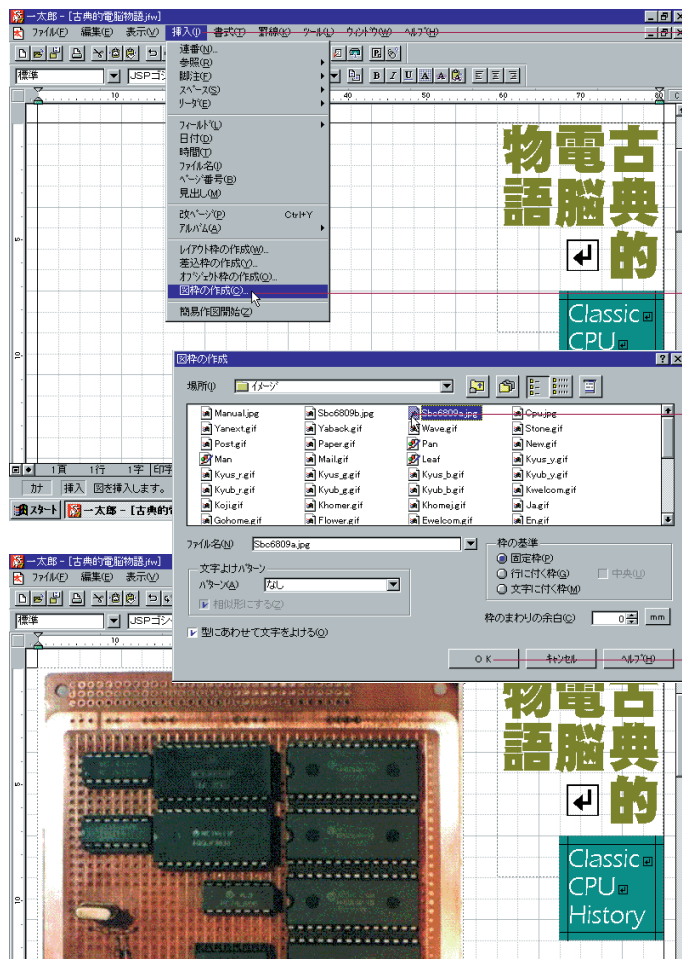 一太郎 - [古典的電脳物語.jfw]
ファイル(F) 編集(E) 表示(V) 挿入(I) 書式(T) 罫線(K) ツール(L) ウィンドウ(W) ヘルプ(H)
標準
B I U A A
連番(N)...
参照(R)
脚注(F)
スペース(S)
リーダ(E)
フィールド(L)
日付(D)
時間(T)
ファイル名(I)
ページ番号(B)
見出し(M)
改ページ(P) Ctrl+Y
アルバム(A)
レイアウト枠の作成(W)...
差込枠の作成(Y)...
オブジェクト枠の作成(O)...
図枠の作成(C)...
簡易作図開始(Z)
10 40 50 60 70 80
5
10
古典的
電脳
物語
Classic
CPU
1頁 1行 1字
カナ 挿入 図を挿入します。
スタート 一太郎 - [古典的
図枠の作成
場所(I) イメージ
Manual.jpg Sbc6809b.jpg Sbc6809a.jpg Cpu.jpg
Yanext.gif Yaback.gif Wave.gif Stone.gif
Post.gif Paper.gif Pan New.gif
Man Mail.gif Leaf Kyus_y.gif
Kyus_r.gif Kyus_g.gif Kyus_b.gif Kyub_y.gif
Kyub_r.gif Kyub_g.gif Kyub_b.gif Kwelcom.gif
Koji.gif Khomer.gif Khomej.gif Ja.gif
Gohome.gif Flower.gif Ewelcom.gif En.gif
ファイル名(N) Sbc6809a.jpg
文字よけパターン
パターン(A) なし
相似形にする(Z)
型にあわせて文字をよける(Q)
枠の基準
固定枠(P)
行に付く枠(G) 中央(U)
文字に付く枠(M)
枠のまわりの余白(C) 0 mm
OK キャンセル ヘルプ(H)
一太郎 - [古典的電脳物語.jfw]
ファイル(F) 編集(E) 表示(V)
標準
10
5
10
古典的
電脳
物語
Classic
CPU
History